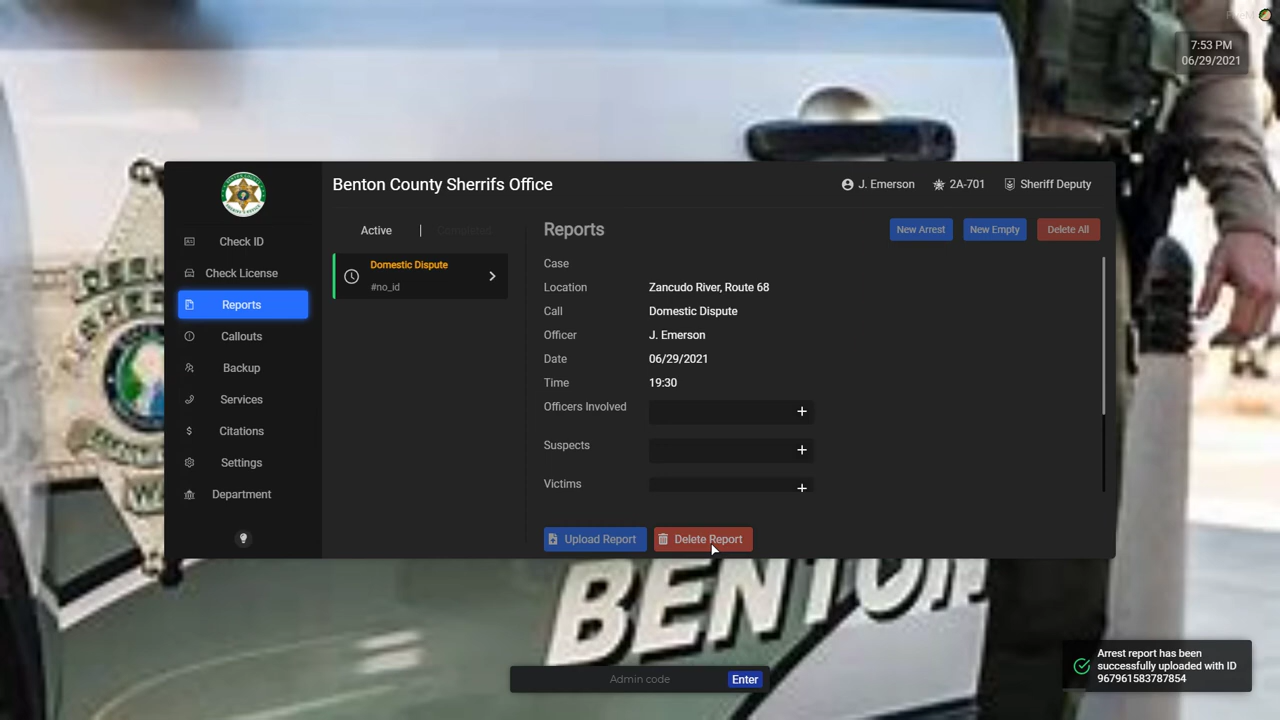 7:53 PM
06/29/2021
Benton County Sherrifs Office
J. Emerson
2A-701
Sheriff Deputy
Check ID
Check License
Reports
Callouts
Backup
Services
Citations
Settings
Department
Active | Completed
Domestic Dispute
#no_id
Reports
New Arrest
New Empty
Delete All
Case
Location Zancudo River, Route 68
Call Domestic Dispute
Officer J. Emerson
Date 06/29/2021
Time 19:30
Officers Involved +
Suspects +
Victims +
Upload Report
Delete Report
BENTON
Admin code
Enter
Arrest report has been
successfully uploaded with ID
967961583787854